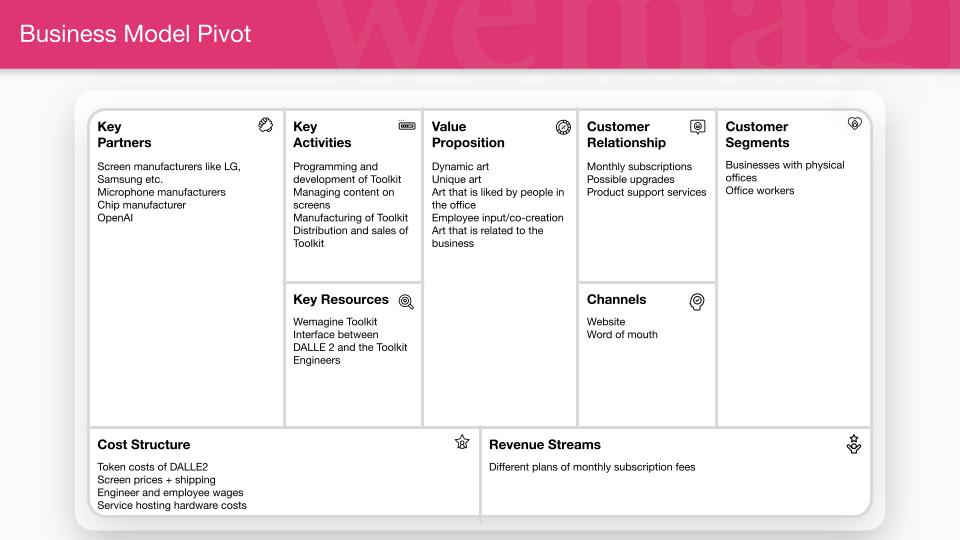 Business Model Pivot
wemagi
Key
Partners
Screen manufacturers like LG,
Samsung etc.
Microphone manufacturers
Chip manufacturer
OpenAI
Key
Activities
Programming and
development of Toolkit
Managing content on
screens
Manufacturing of Toolkit
Distribution and sales of
Toolkit
Key Resources
Wemagine Toolkit
Interface between
DALLE 2 and the Toolkit
Engineers
Value
Proposition
Dynamic art
Unique art
Art that is liked by people in
the office
Employee input/co-creation
Art that is related to the
business
Customer
Relationship
Monthly subscriptions
Possible upgrades
Product support services
Channels
Website
Word of mouth
Customer
Segments
Businesses with physical
offices
Office workers
Cost Structure
Token costs of DALLE2
Screen prices + shipping
Engineer and employee wages
Service hosting hardware costs
Revenue Streams
Different plans of monthly subscription fees